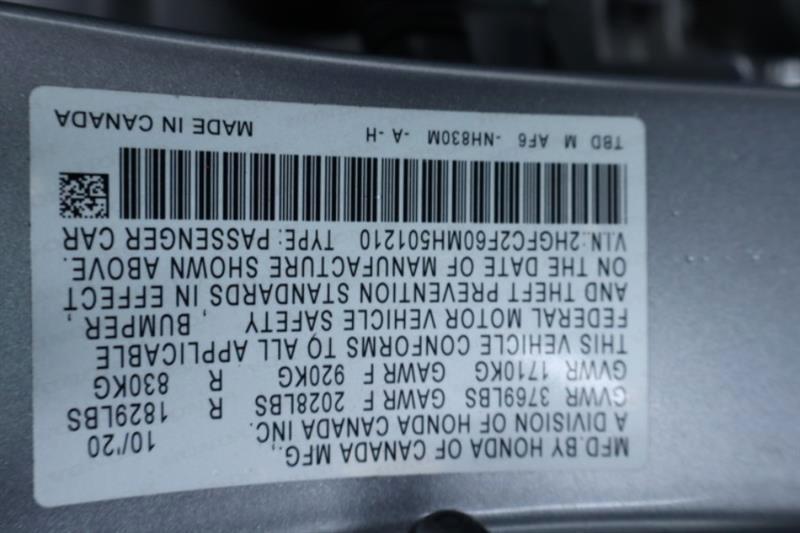 MFD.BY HONDA OF CANADA MFG., 10/'20
A DIVISION OF HONDA CANADA INC.
GVWR 3769LBS GAWR F 2028LBS R 1829LBS
GVWR 1710KG GAWR F 920KG R 830KG
THIS VEHICLE CONFORMS TO ALL APPLICABLE
FEDERAL MOTOR VEHICLE SAFETY , BUMPER,
AND THEFT PREVENTION STANDARDS IN EFFECT
ON THE DATE OF MANUFACTURE SHOWN ABOVE.
V.I.N:2HGFC2F60MH501210 TYPE: PASSENGER CAR
TBD M AF6 -NH830M -A -H MADE IN CANADA